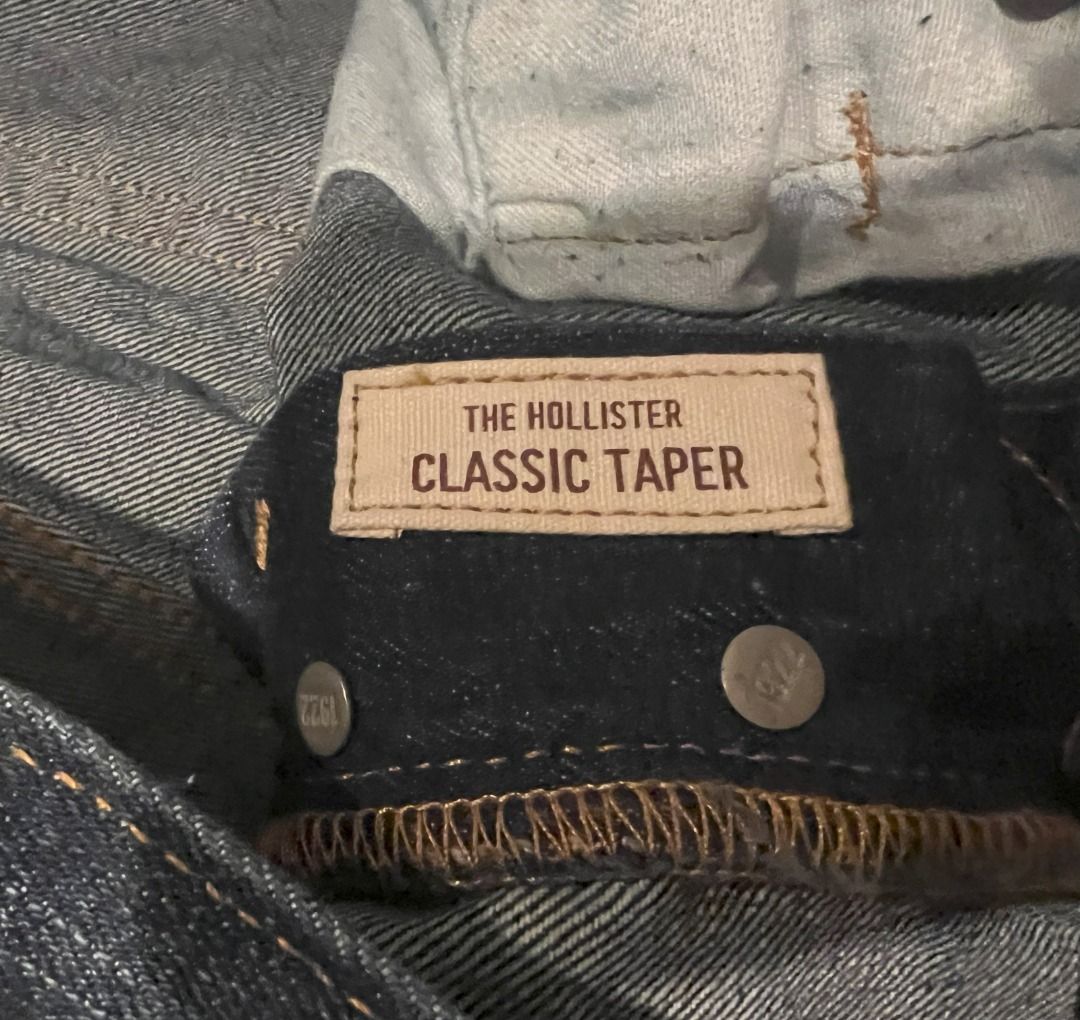 THE HOLLISTER
CLASSIC TAPER
1922